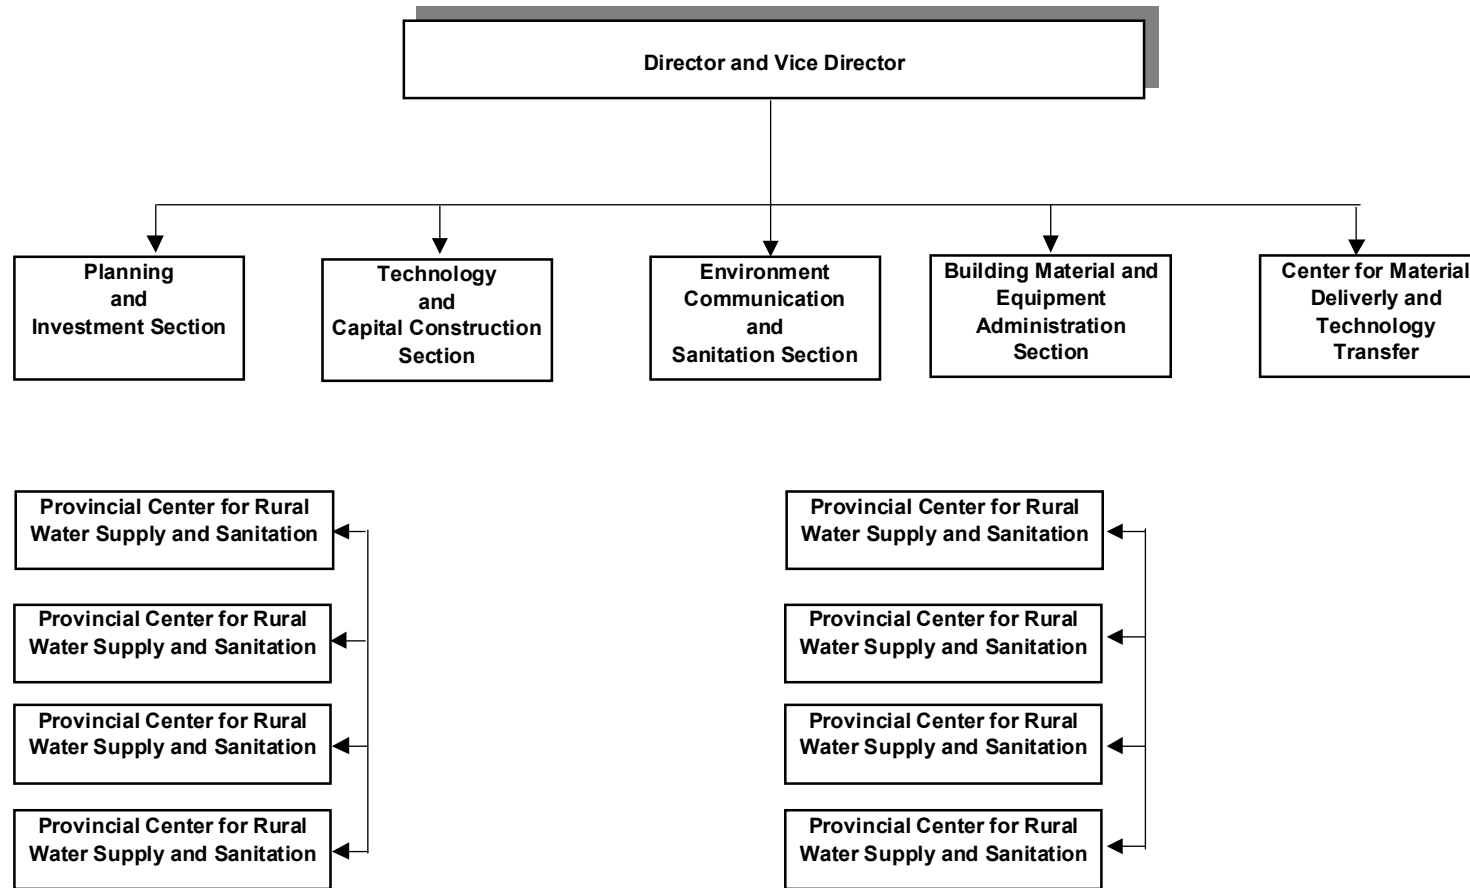 Director and Vice Director
Planning
and
Investment Section
Technology
and
Capital Construction
Section
Environment
Communication
and
Sanitation Section
Building Material and
Equipment
Administration
Section
Center for Material
Deliverly and
Technology
Transfer
Provincial Center for Rural
Water Supply and Sanitation
Provincial Center for Rural
Water Supply and Sanitation
Provincial Center for Rural
Water Supply and Sanitation
Provincial Center for Rural
Water Supply and Sanitation
Provincial Center for Rural
Water Supply and Sanitation
Provincial Center for Rural
Water Supply and Sanitation
Provincial Center for Rural
Water Supply and Sanitation
Provincial Center for Rural
Water Supply and Sanitation